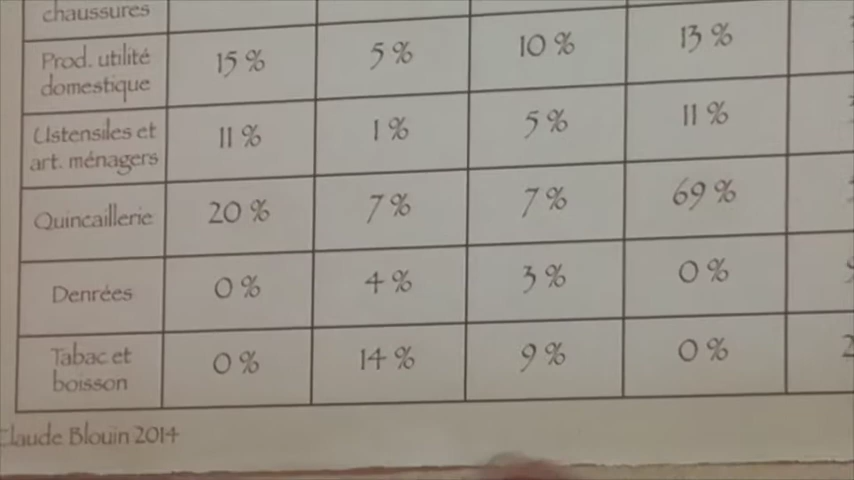 chaussures
Prod. utilité
domestique
15 % 5 % 10 % 13 %
Ustensiles et
art. ménagers
11 % 1 % 5 % 11 %
Quincaillerie 20 % 7 % 7 % 69 %
Denrées 0 % 4 % 3 % 0 %
Tabac et
boisson
0 % 14 % 9 % 0 %
Claude Blouin 2014